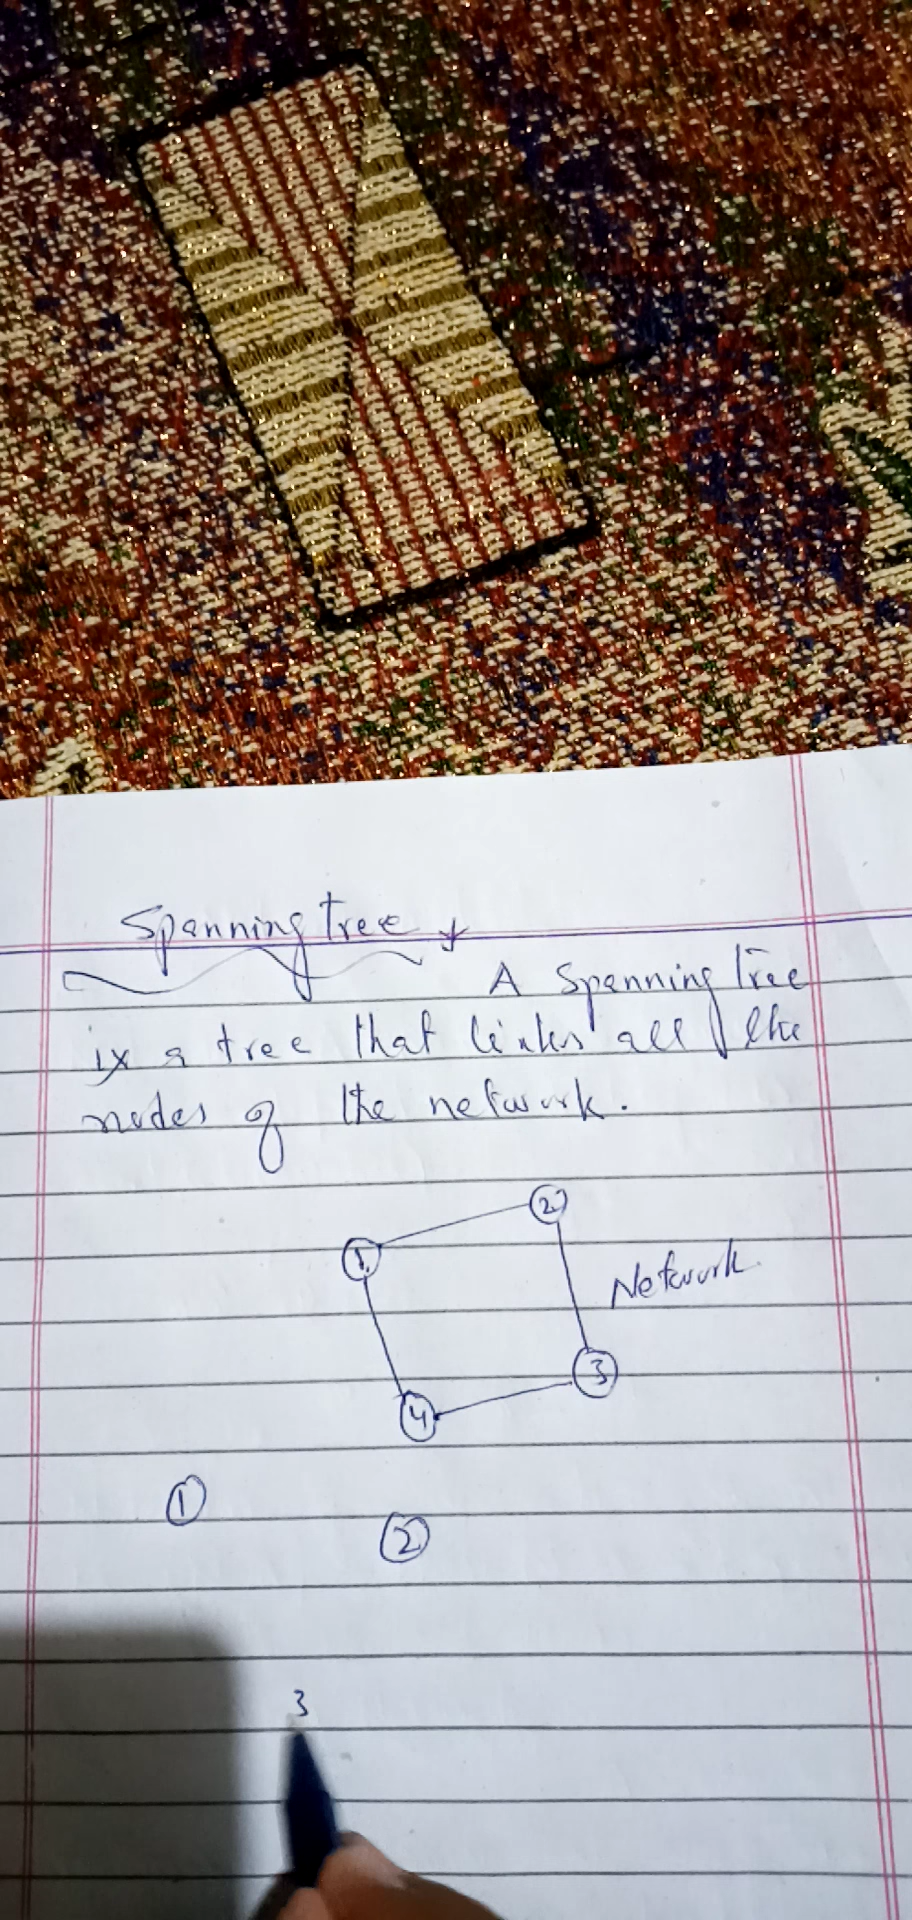 Spanning tree
A Spanning Tree
is a tree that links all the
nodes of the network.
2
1
Network
3
4
1
2
3